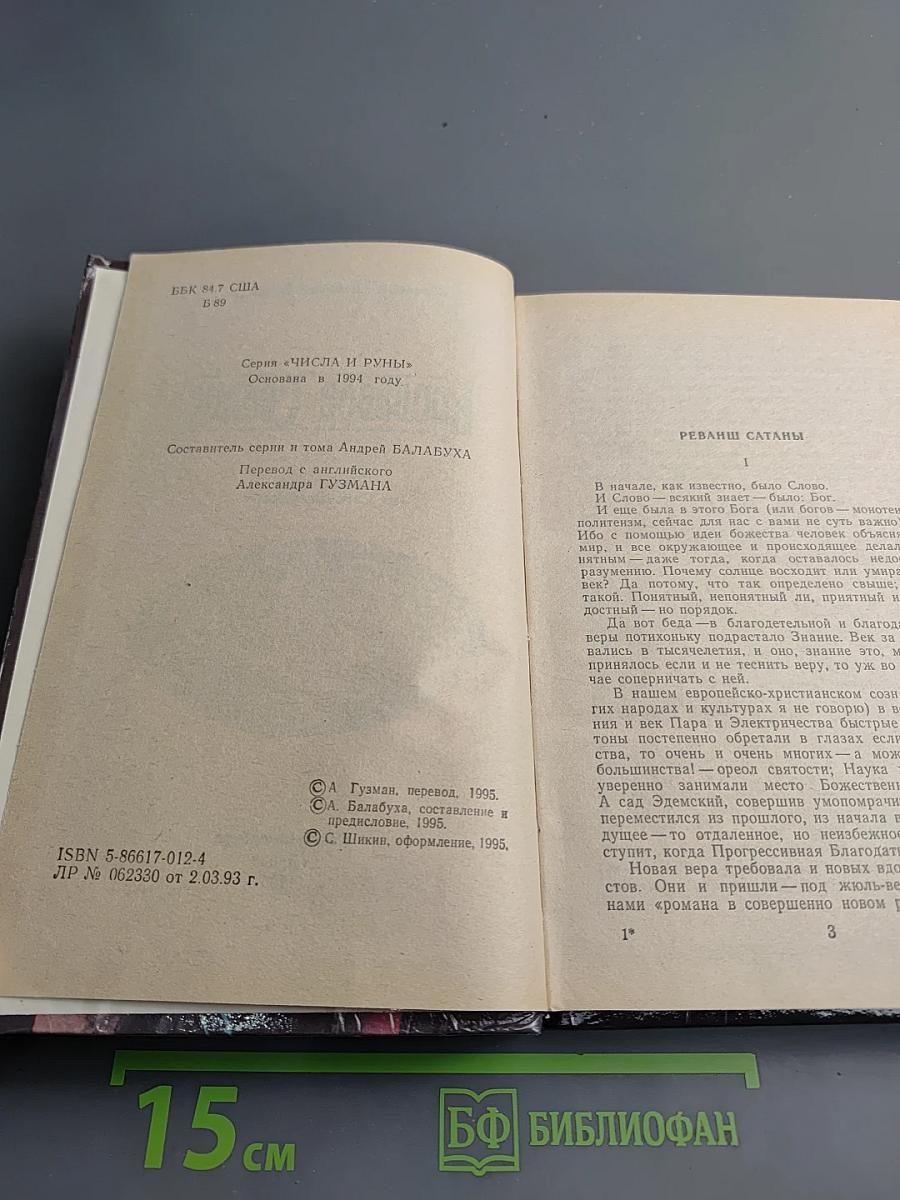 ББК 84.7 США
Б 89
Серия «ЧИСЛА И РУНЫ»
Основана в 1994 году.
Составитель серии и тома Андрей БАЛАБУХА
Перевод с английского
Александра ГУЗМАНА
© А. Гузман, перевод, 1995.
© А. Балабуха, составление и
предисловие, 1995.
© С. Шикин, оформление, 1995.
ISBN 5-86617-012-4
ЛР № 062330 от 2.03.93 г.
РЕВАНШ САТАНЫ
I
В начале, как известно, было Слово.
И Слово — всякий знает — было: Бог.
И еще была в этого Бога (или богов — моноте
политеизм, сейчас для нас с вами не суть важно
Ибо с помощью идеи божества человек объясня
мир, и все окружающее и происходящее делал
нятным — даже тогда, когда оставалось недо
разумению. Почему солнце восходит или умира
век? Да потому, что так определено свыше;
такой. Понятный, непонятный ли, приятный и
достный — но порядок.
Да вот беда — в благодетельной и благод
веры потихоньку подрастало Знание. Век за
вались в тысячелетия, и оно, знание это, м
принялось если и не теснить веру, то уж во
чае соперничать с ней.
В нашем европейско-христианском созн
гих народах и культурах я не говорю) в в
ния и век Пара и Электричества быстрые
тоны постепенно обретали в глазах если
ства, то очень и очень многих — а мож
большинства! — ореол святости; Наука
уверенно занимали место Божествен
А сад Эдемский, совершив умопомрачи
переместился из прошлого, из начала в
дущее — то отдаленное, но неизбежное
ступит, когда Прогрессивная Благодат
Новая вера требовала и новых вдо
стов. Они и пришли — под жюль-ве
нами «романа в совершенно новом р
1*
3
15 см
БФ БИБЛИОФАН